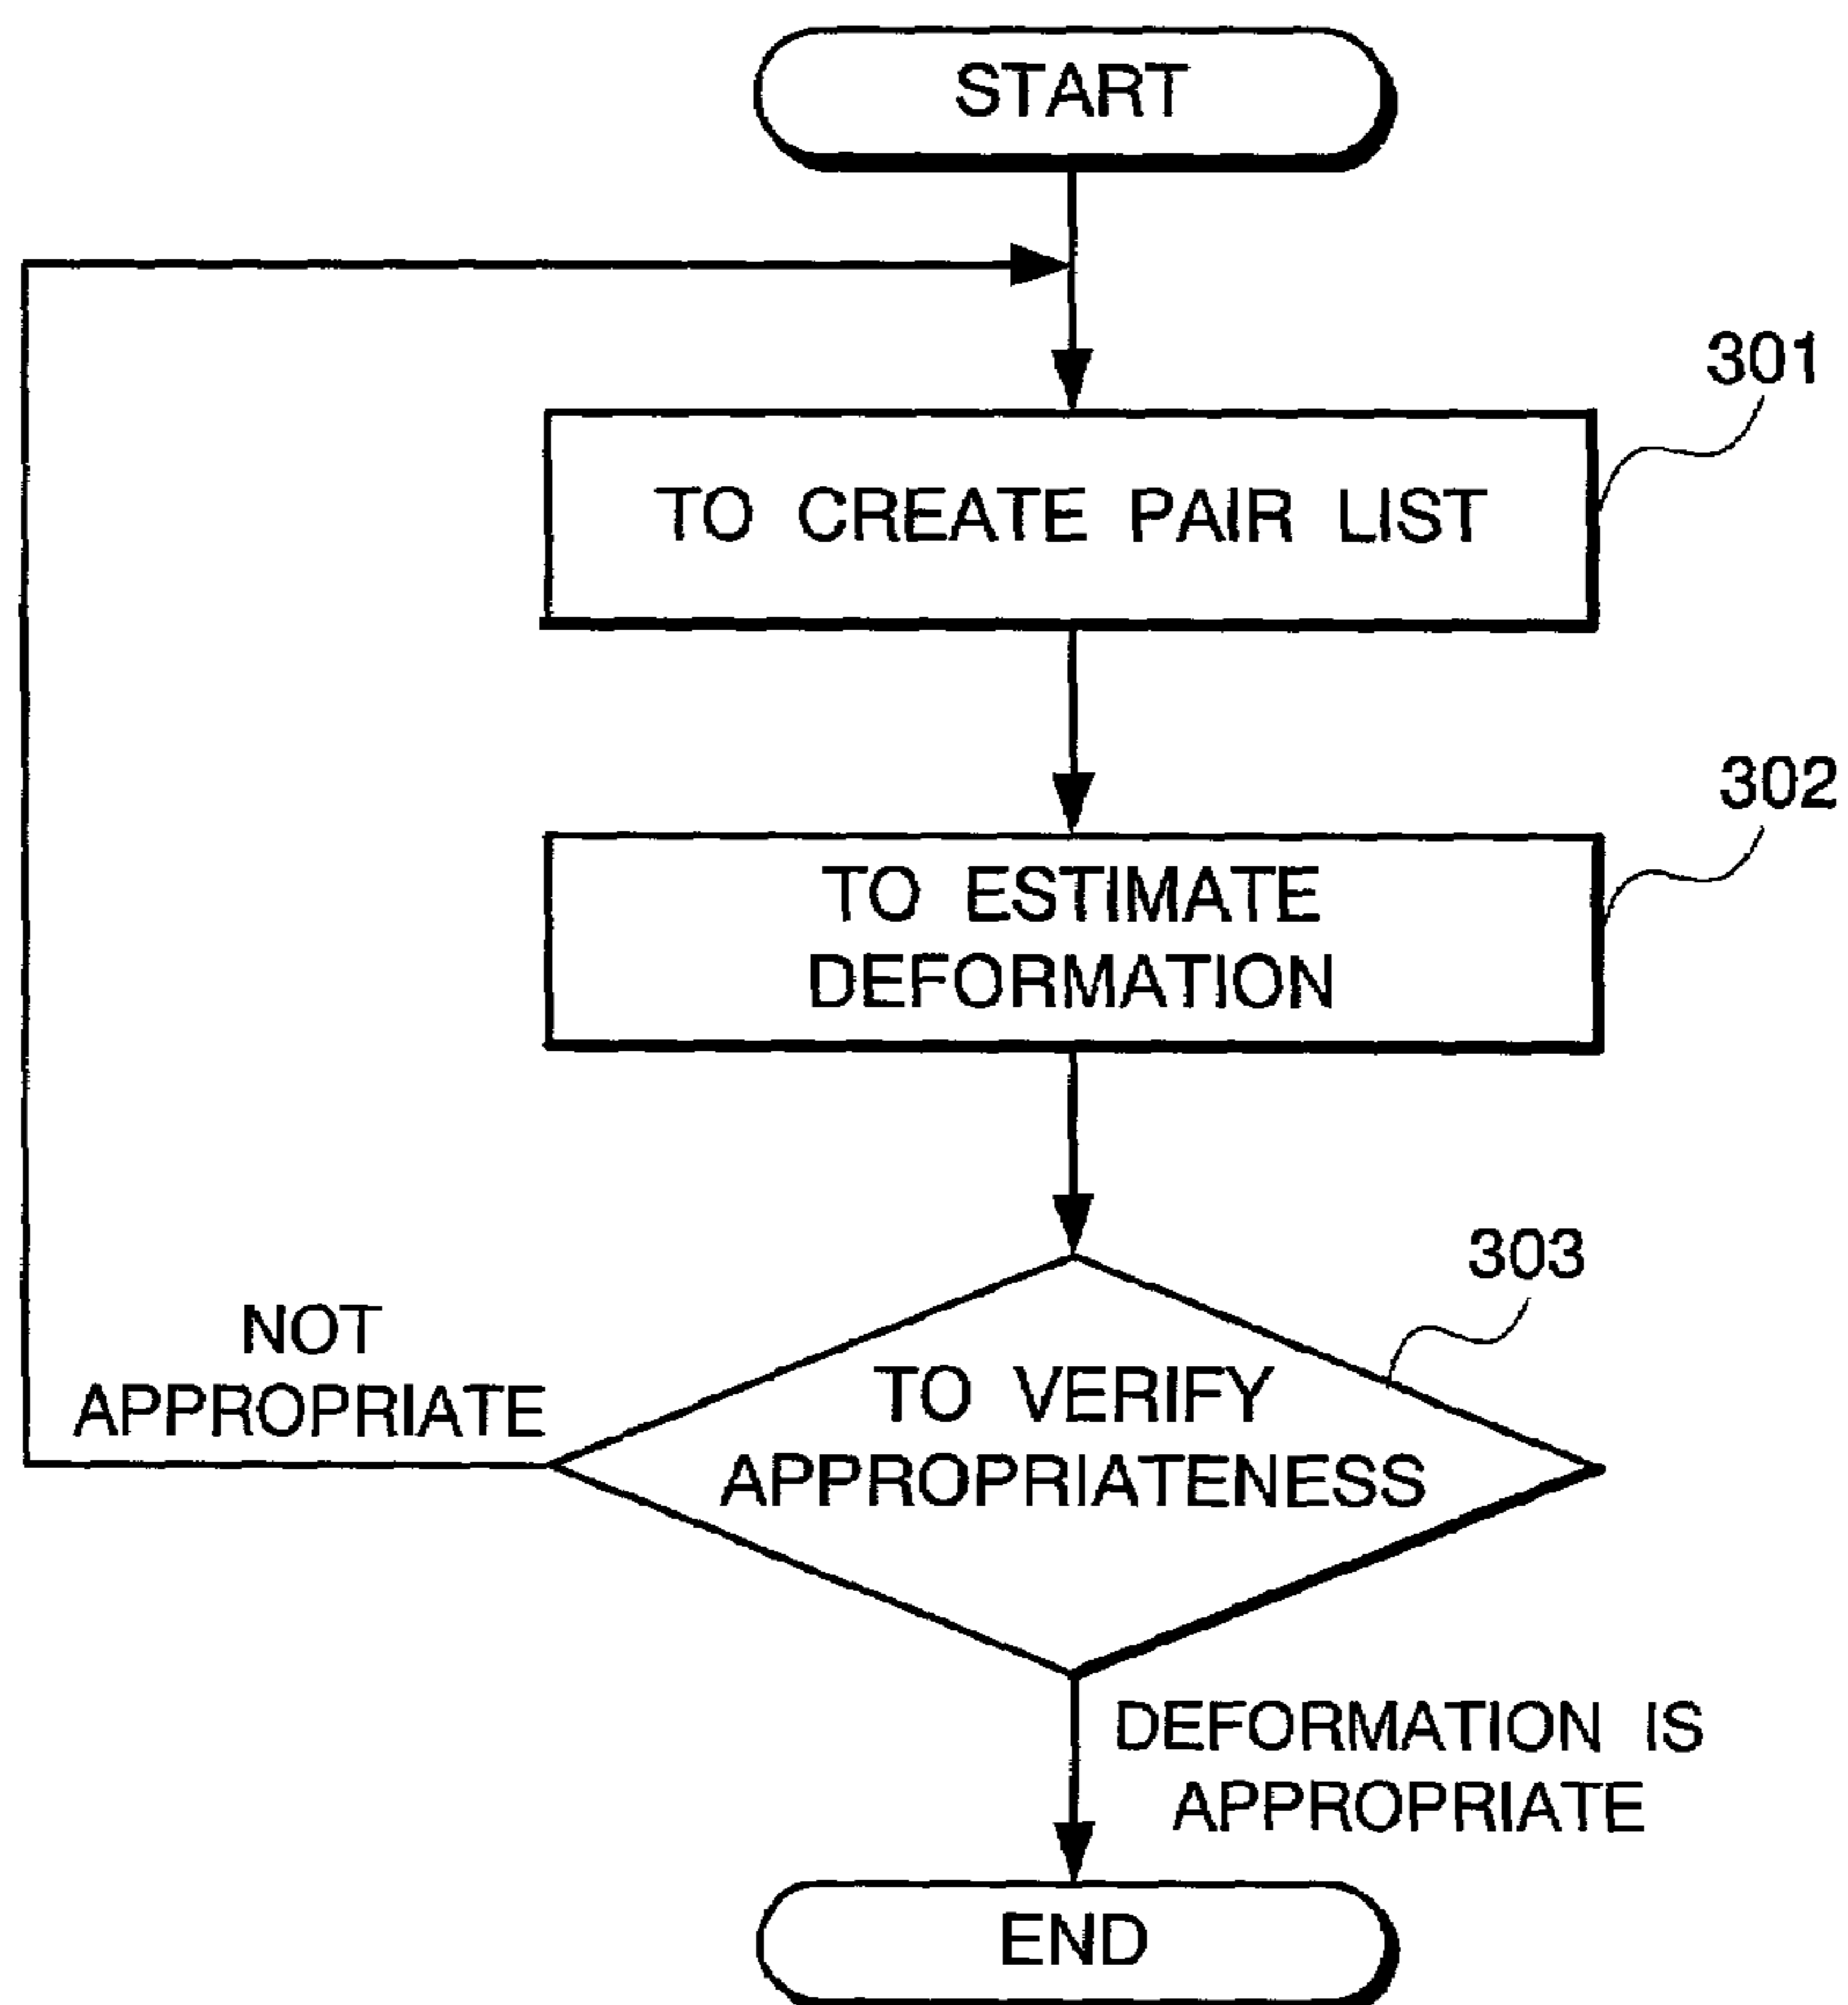 START
301
TO CREATE PAIR LIST
302
TO ESTIMATE
DEFORMATION
303
NOT
APPROPRIATE
TO VERIFY
APPROPRIATENESS
DEFORMATION IS
APPROPRIATE
END